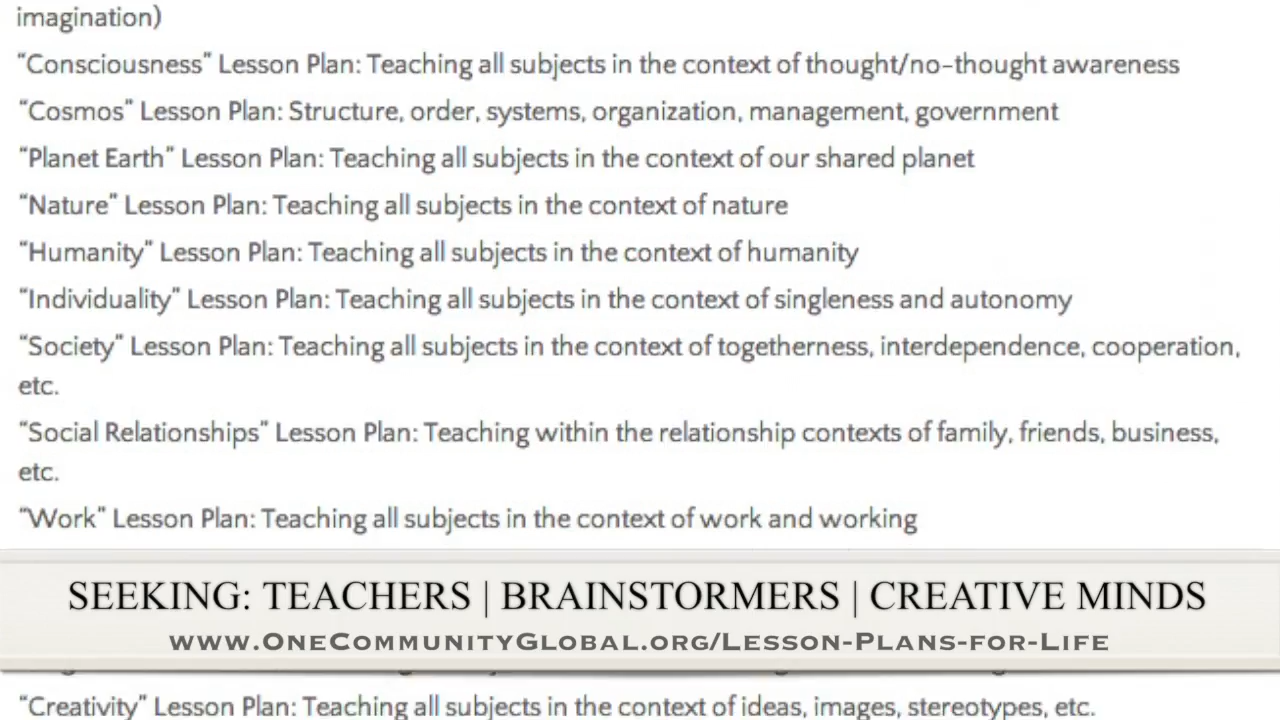 imagination)
“Consciousness” Lesson Plan: Teaching all subjects in the context of thought/no-thought awareness
“Cosmos” Lesson Plan: Structure, order, systems, organization, management, government
“Planet Earth” Lesson Plan: Teaching all subjects in the context of our shared planet
“Nature” Lesson Plan: Teaching all subjects in the context of nature
“Humanity” Lesson Plan: Teaching all subjects in the context of humanity
“Individuality” Lesson Plan: Teaching all subjects in the context of singleness and autonomy
“Society” Lesson Plan: Teaching all subjects in the context of togetherness, interdependence, cooperation,
etc.
“Social Relationships” Lesson Plan: Teaching within the relationship contexts of family, friends, business,
etc.
“Work” Lesson Plan: Teaching all subjects in the context of work and working
SEEKING: TEACHERS | BRAINSTORMERS | CREATIVE MINDS
www.OneCommunityGlobal.org/Lesson-Plans-for-Life
“Creativity” Lesson Plan: Teaching all subjects in the context of ideas, images, stereotypes, etc.